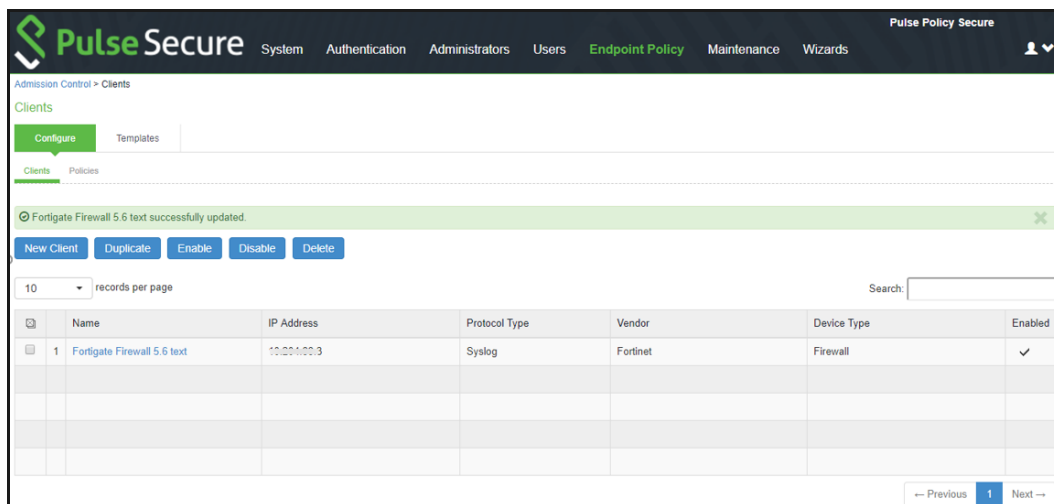 Pulse Policy Secure
Pulse Secure System Authentication Administrators Users Endpoint Policy Maintenance Wizards
Admission Control > Clients
Clients
Configure Templates
Clients Policies
Fortigate Firewall 5.6 text successfully updated.
New Client Duplicate Enable Disable Delete
10 records per page Search:
Name IP Address Protocol Type Vendor Device Type Enabled
1 Fortigate Firewall 5.6 text Syslog Fortinet Firewall
← Previous 1 Next →